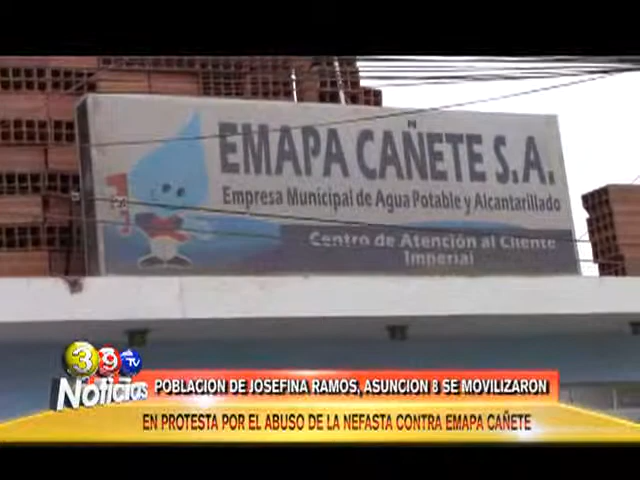 EMAPA CAÑETE S.A.
Empresa Municipal de Agua Potable y Alcantarillado
Centro de Atención al Cliente
Imperial
39TV
Noticias
POBLACION DE JOSEFINA RAMOS, ASUNCION 8 SE MOVILIZARON
EN PROTESTA POR EL ABUSO DE LA NEFASTA CONTRA EMAPA CAÑETE